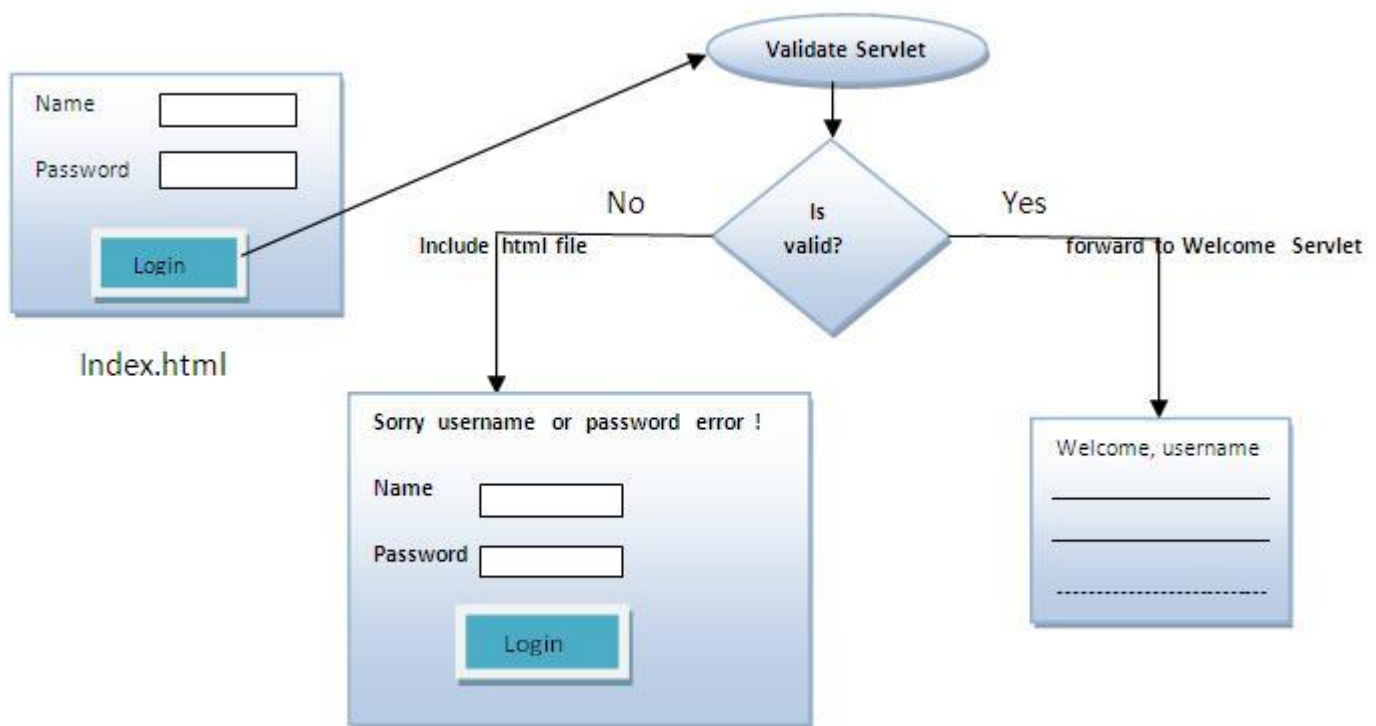 Validate Servlet
Name
Password
Login
Index.html
Is
valid?
No
Include html file
Yes
forward to Welcome Servlet
Sorry username or password error !
Name
Password
Login
Welcome, username